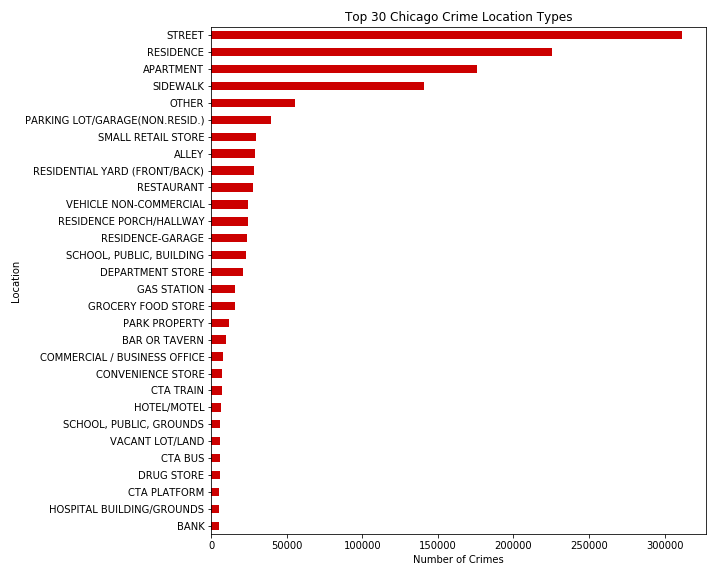 Top 30 Chicago Crime Location Types
STREET
RESIDENCE
APARTMENT
SIDEWALK
OTHER
PARKING LOT/GARAGE(NON.RESID.)
SMALL RETAIL STORE
ALLEY
RESIDENTIAL YARD (FRONT/BACK)
RESTAURANT
VEHICLE NON-COMMERCIAL
RESIDENCE PORCH/HALLWAY
RESIDENCE-GARAGE
SCHOOL, PUBLIC, BUILDING
DEPARTMENT STORE
GAS STATION
GROCERY FOOD STORE
PARK PROPERTY
BAR OR TAVERN
COMMERCIAL / BUSINESS OFFICE
CONVENIENCE STORE
CTA TRAIN
HOTEL/MOTEL
SCHOOL, PUBLIC, GROUNDS
VACANT LOT/LAND
CTA BUS
DRUG STORE
CTA PLATFORM
HOSPITAL BUILDING/GROUNDS
BANK
Location
0 50000 100000 150000 200000 250000 300000
Number of Crimes